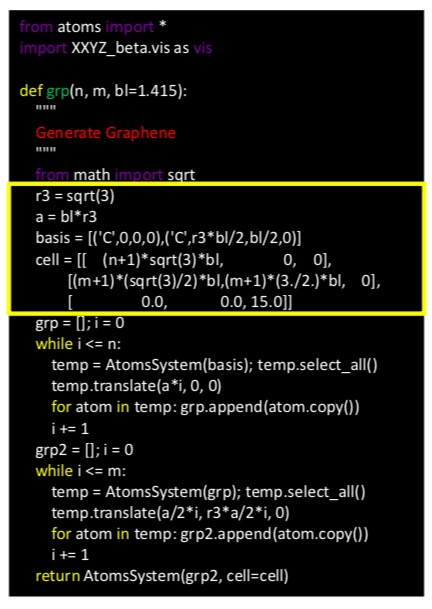 from atoms import *
import XXYZ_beta.vis as vis

def grp(n, m, bl=1.415):
    """
    Generate Graphene
    """
    from math import sqrt
    r3 = sqrt(3)
    a = bl*r3
    basis = [('C',0,0,0),('C',r3*bl/2,bl/2,0)]
    cell = [[    (n+1)*sqrt(3)*bl,              0,    0],
            [(m+1)*(sqrt(3)/2)*bl,(m+1)*(3./2.)*bl,    0],
            [                 0.0,              0.0, 15.0]]
    grp = []; i = 0
    while i <= n:
        temp = AtomsSystem(basis); temp.select_all()
        temp.translate(a*i, 0, 0)
        for atom in temp: grp.append(atom.copy())
        i += 1
    grp2 = []; i = 0
    while i <= m:
        temp = AtomsSystem(grp); temp.select_all()
        temp.translate(a/2*i, r3*a/2*i, 0)
        for atom in temp: grp2.append(atom.copy())
        i += 1
    return AtomsSystem(grp2, cell=cell)